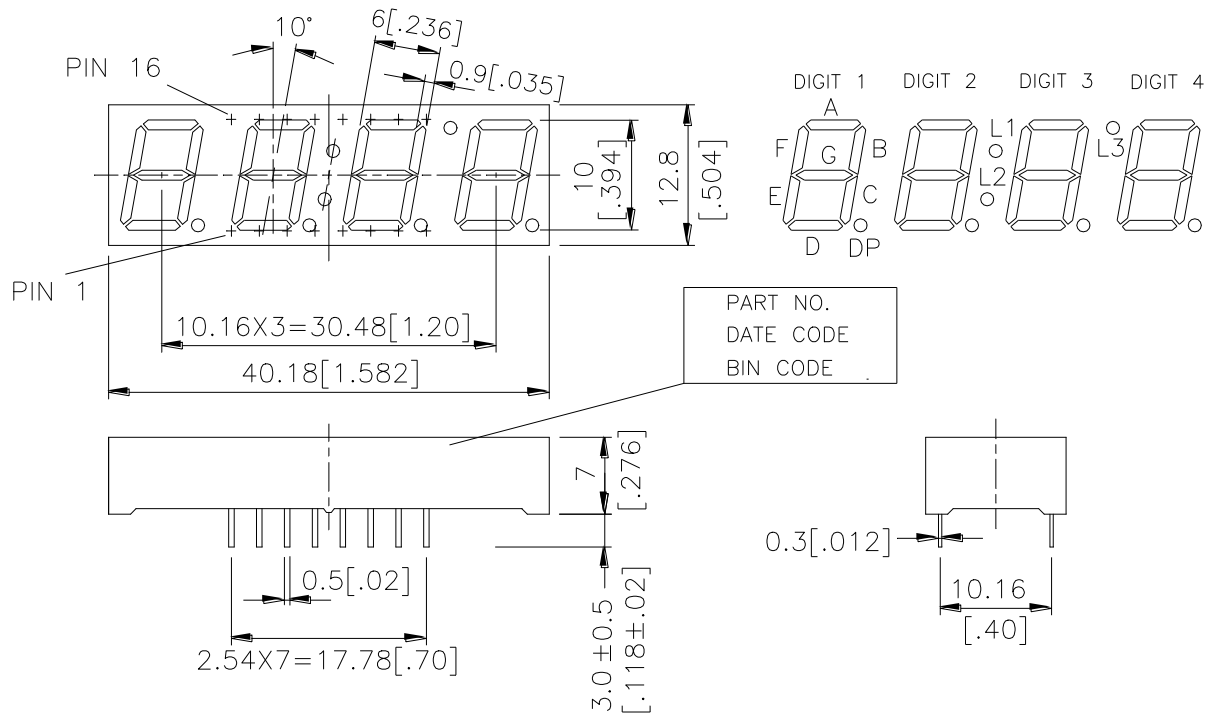 10°
6[.236]
PIN 16
0.9[.035]
10
[.394]
12.8
[.504]
PIN 1
10.16X3=30.48[1.20]
40.18[1.582]
DIGIT 1 DIGIT 2 DIGIT 3 DIGIT 4
A
F G B
L1
L3
L2
E C
D DP
PART NO.
DATE CODE
BIN CODE
7
[.276]
0.5[.02]
2.54X7=17.78[.70]
3.0±0.5
[.118±.02]
0.3[.012]
10.16
[.40]